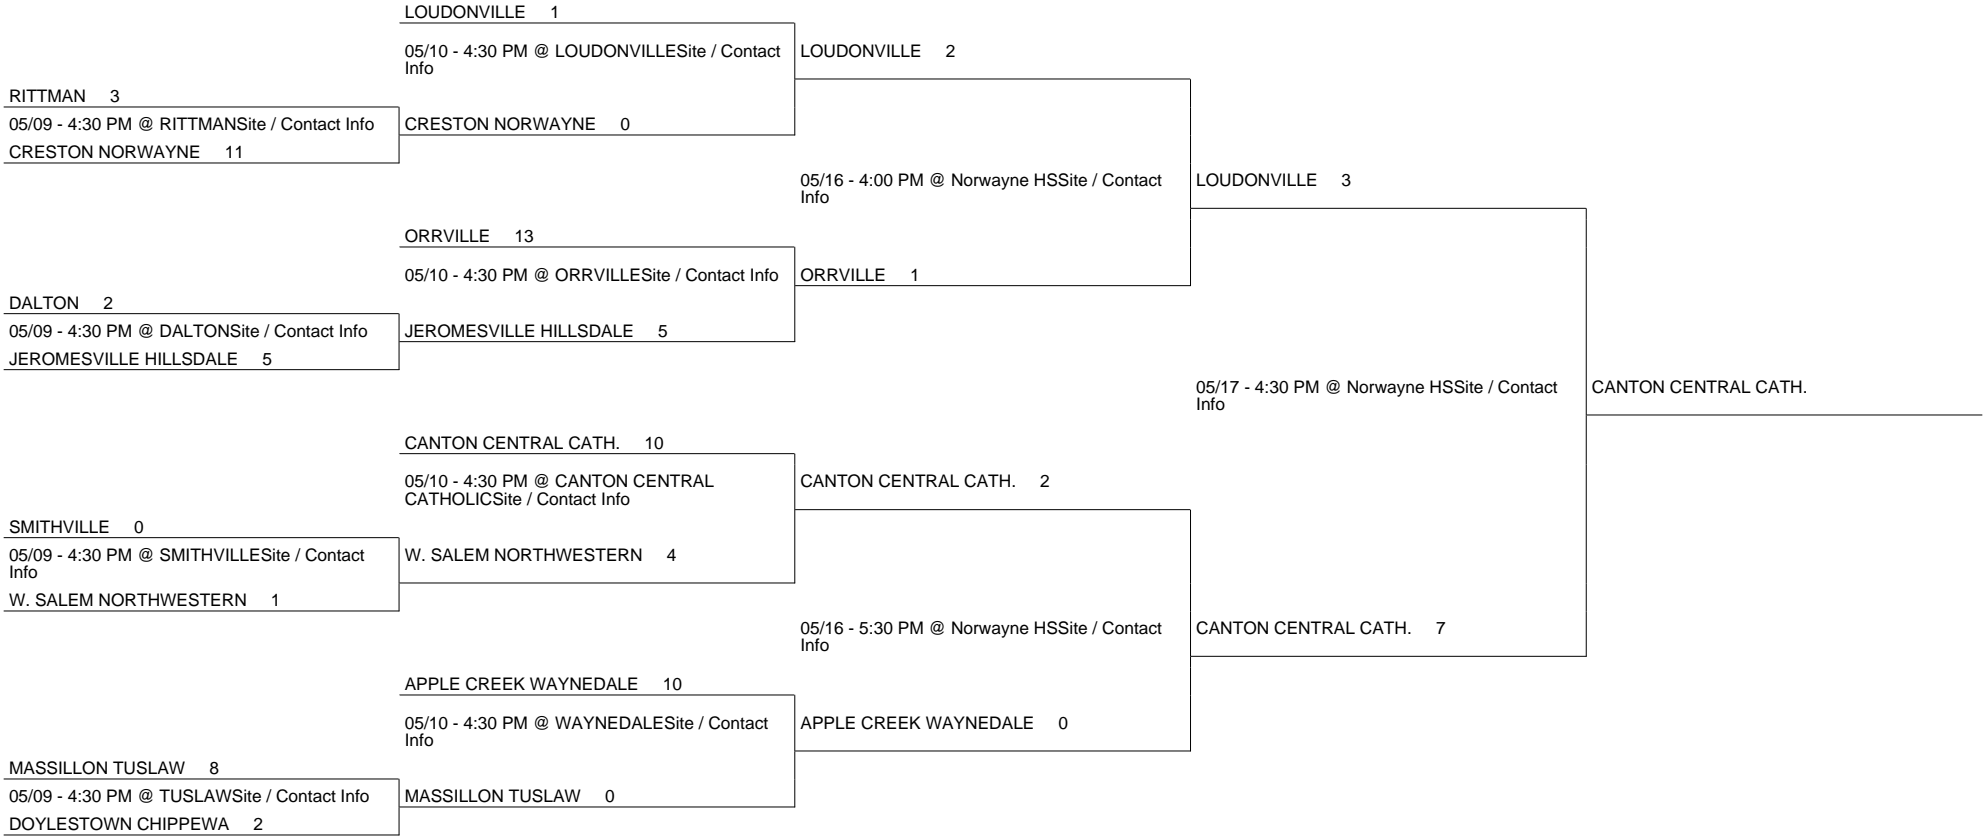 LOUDONVILLE 1
05/10 - 4:30 PM @ LOUDONVILLESite / Contact
Info
LOUDONVILLE 2
RITTMAN 3
05/09 - 4:30 PM @ RITTMANSite / Contact Info
CRESTON NORWAYNE 0
CRESTON NORWAYNE 11
05/16 - 4:00 PM @ Norwayne HSSite / Contact
Info
LOUDONVILLE 3
ORRVILLE 13
05/10 - 4:30 PM @ ORRVILLESite / Contact Info
ORRVILLE 1
DALTON 2
05/09 - 4:30 PM @ DALTONSite / Contact Info
JEROMESVILLE HILLSDALE 5
JEROMESVILLE HILLSDALE 5
05/17 - 4:30 PM @ Norwayne HSSite / Contact
Info
CANTON CENTRAL CATH.
CANTON CENTRAL CATH. 10
05/10 - 4:30 PM @ CANTON CENTRAL
CATHOLICSite / Contact Info
CANTON CENTRAL CATH. 2
SMITHVILLE 0
05/09 - 4:30 PM @ SMITHVILLESite / Contact
Info
W. SALEM NORTHWESTERN 4
W. SALEM NORTHWESTERN 1
05/16 - 5:30 PM @ Norwayne HSSite / Contact
Info
CANTON CENTRAL CATH. 7
APPLE CREEK WAYNEDALE 10
05/10 - 4:30 PM @ WAYNEDALESite / Contact
Info
APPLE CREEK WAYNEDALE 0
MASSILLON TUSLAW 8
05/09 - 4:30 PM @ TUSLAWSite / Contact Info
MASSILLON TUSLAW 0
DOYLESTOWN CHIPPEWA 2